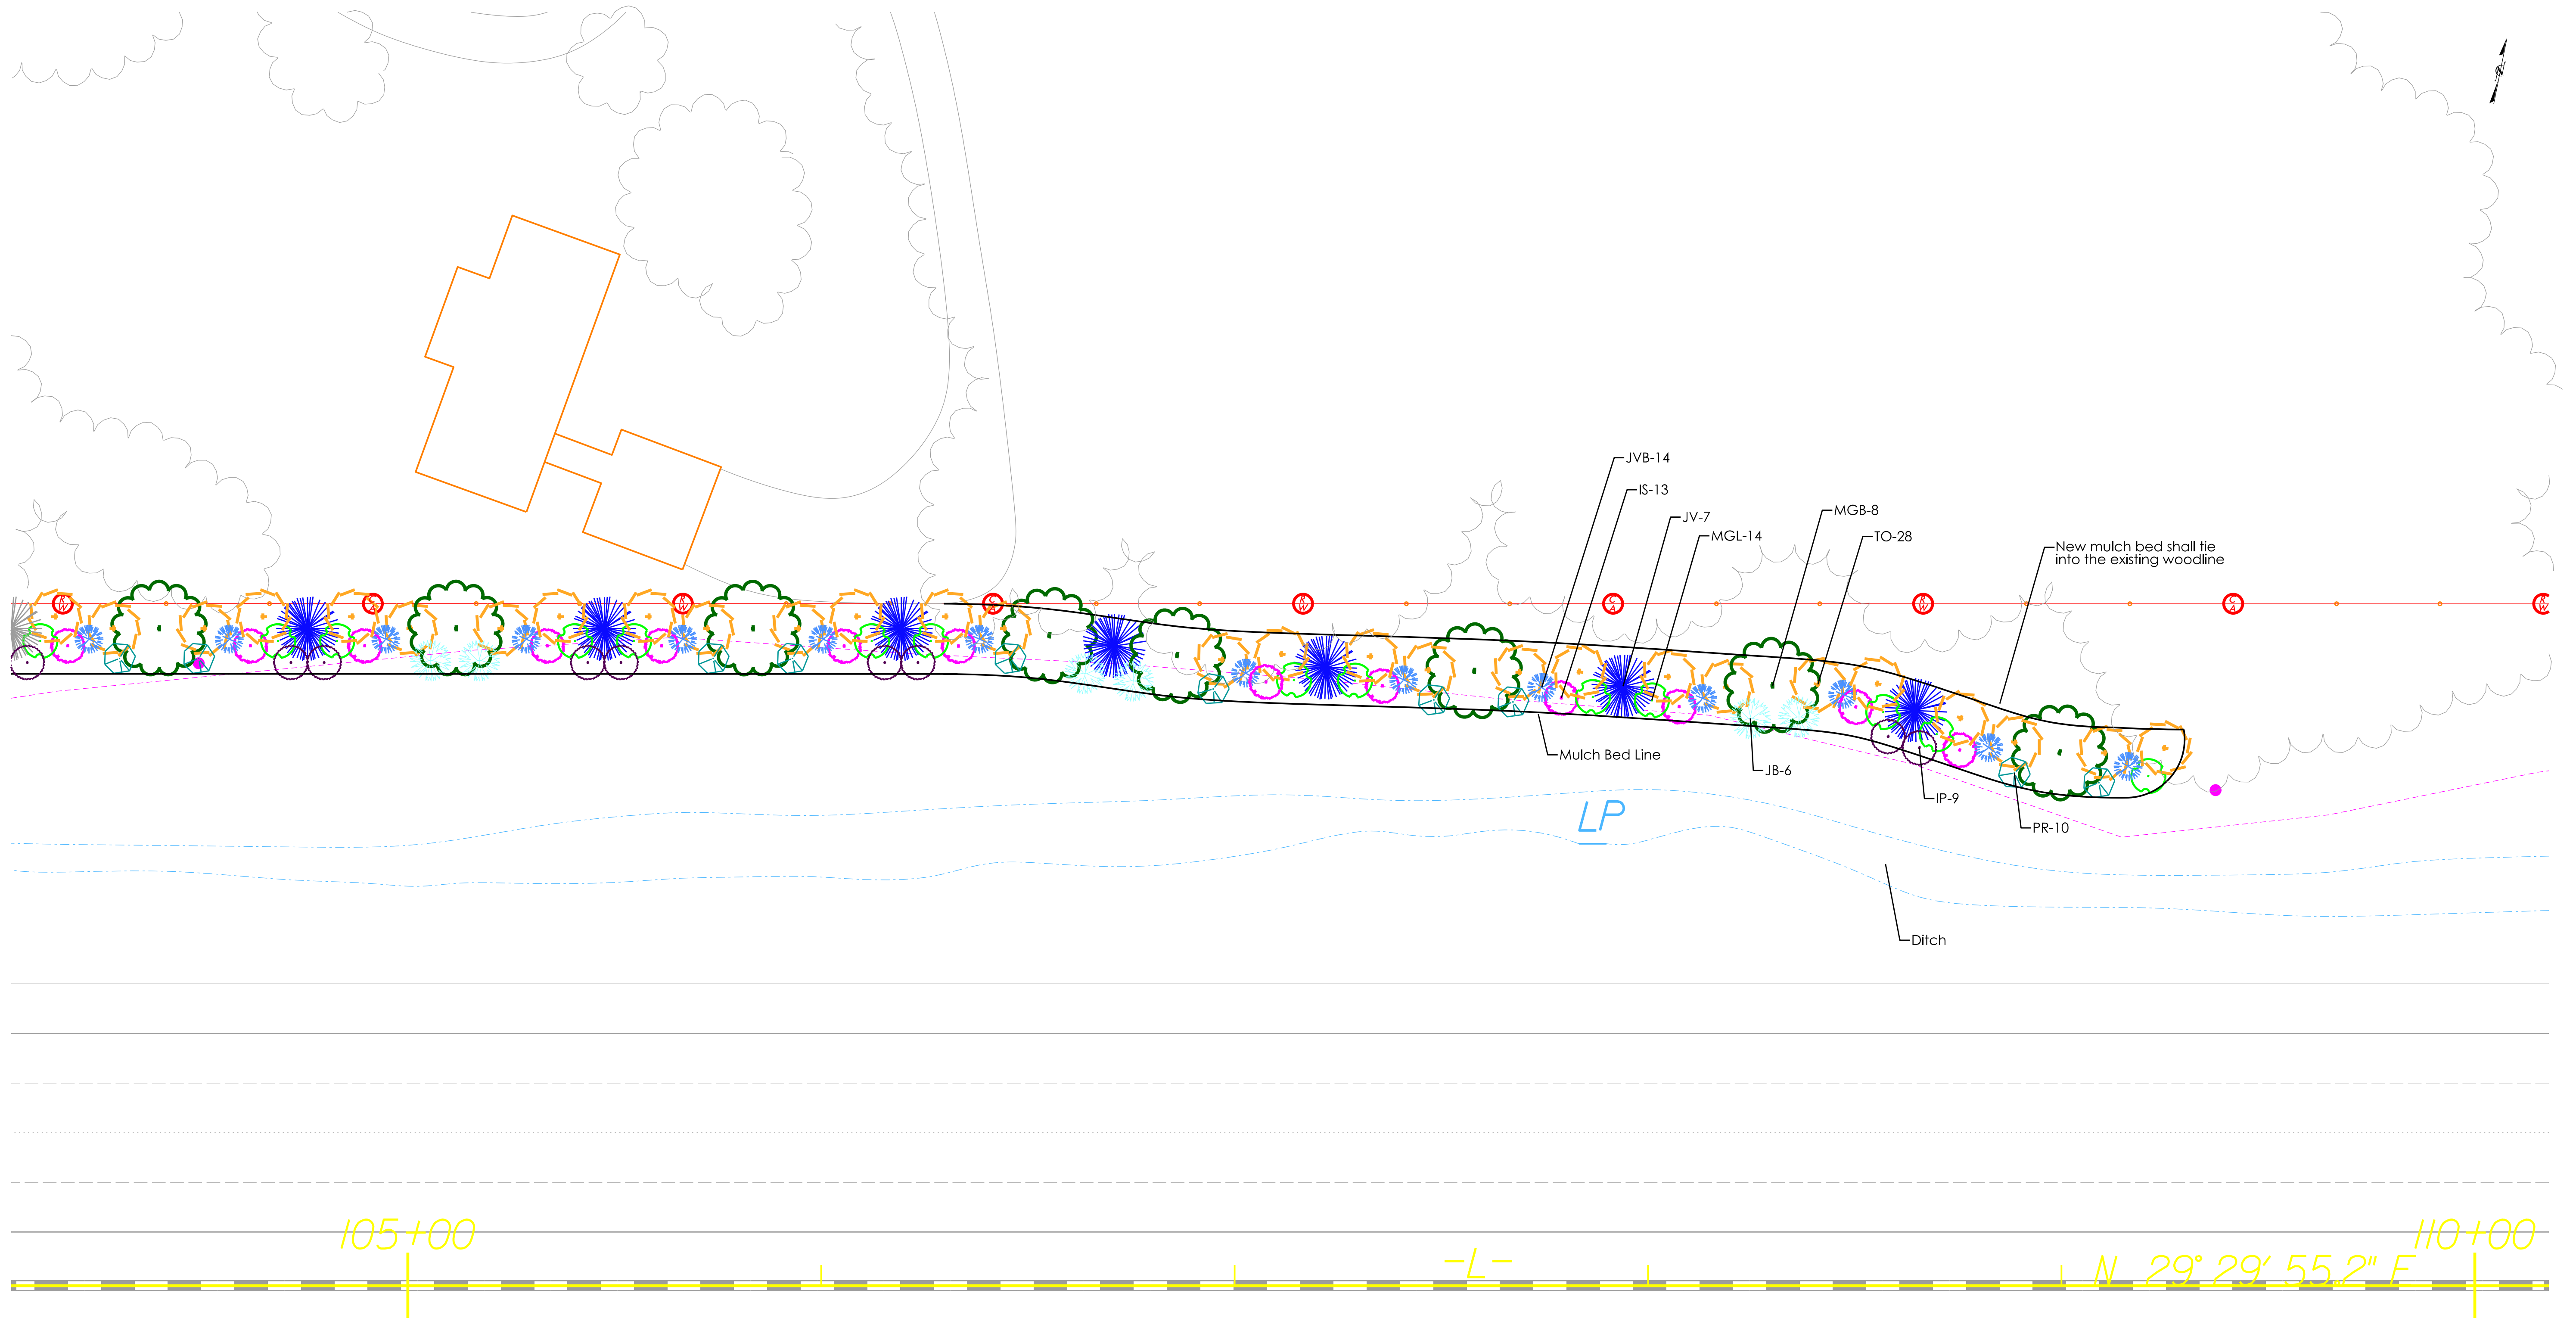 JVB-14
IS-13
JV-7
MGB-8
MGL-14
TO-28
New mulch bed shall tie
into the existing woodline
R
W
C
A
R
W
C
A
R
W
C
A
R
W
C
A
R
W
Mulch Bed Line
JB-6
IP-9
LP
PR-10
Ditch
105+00
110+00
-L-
N 29° 29' 55.2" E